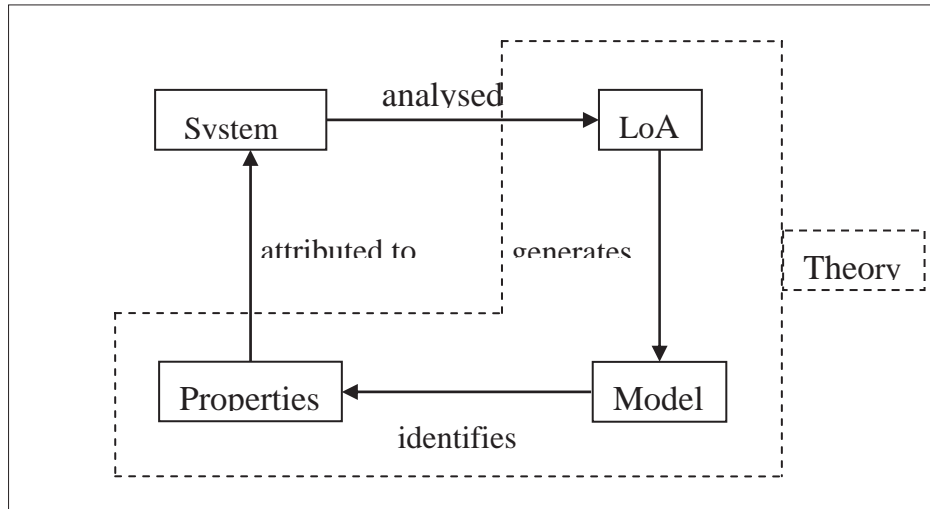 analysed
System
LoA
attributed to
generates
Theory
Properties
Model
identifies